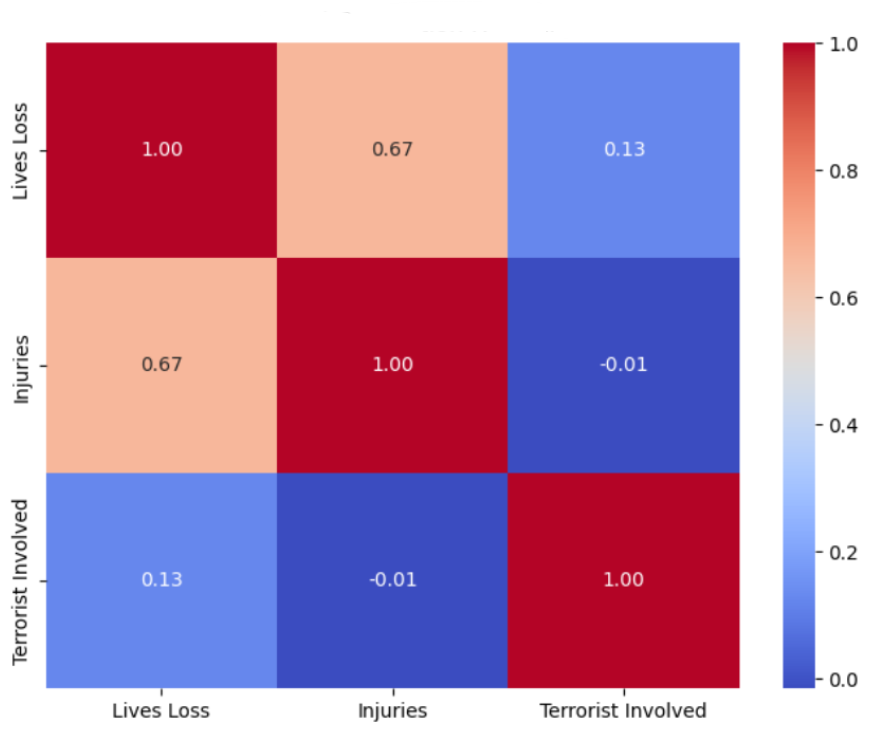 1.0
Lives Loss
1.00 0.67 0.13
0.8
0.6
Injuries
0.67 1.00 -0.01
0.4
Terrorist Involved
0.13 -0.01 1.00
0.2
0.0
Lives Loss Injuries Terrorist Involved